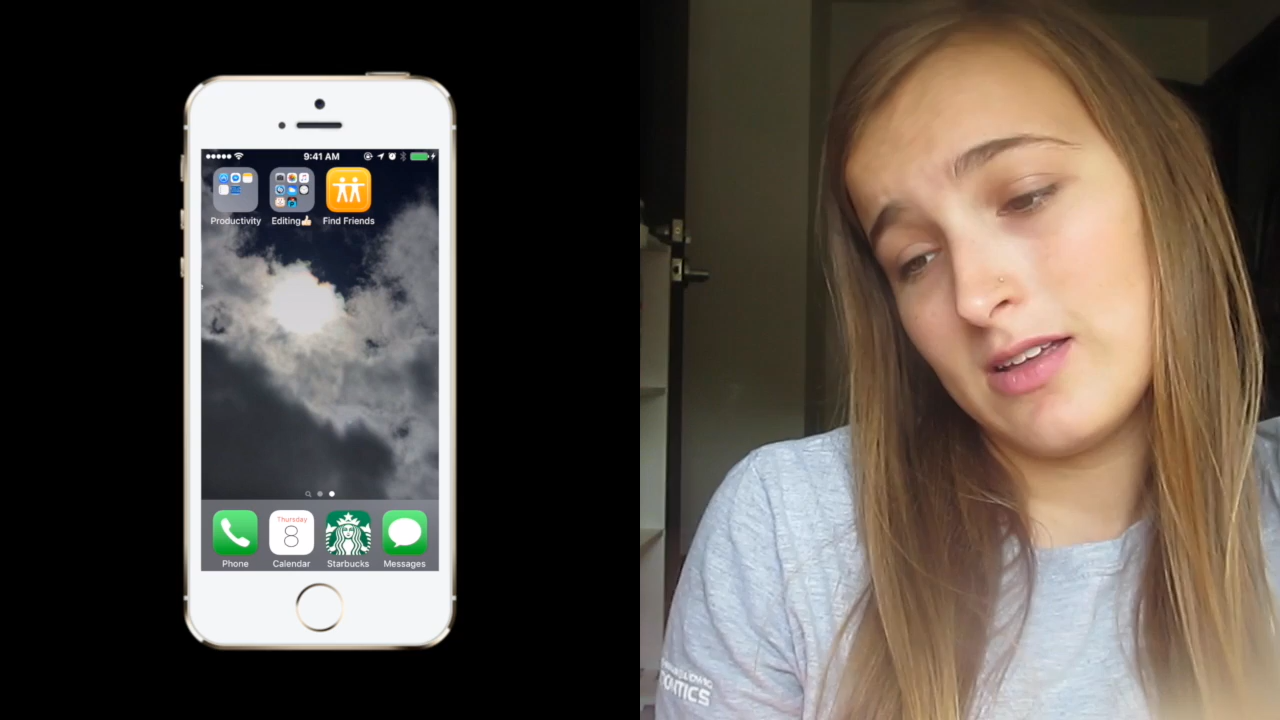 9:41 AM
Productivity
Editing👍🏻
Find Friends
Thursday
8
Phone
Calendar
Starbucks
Messages